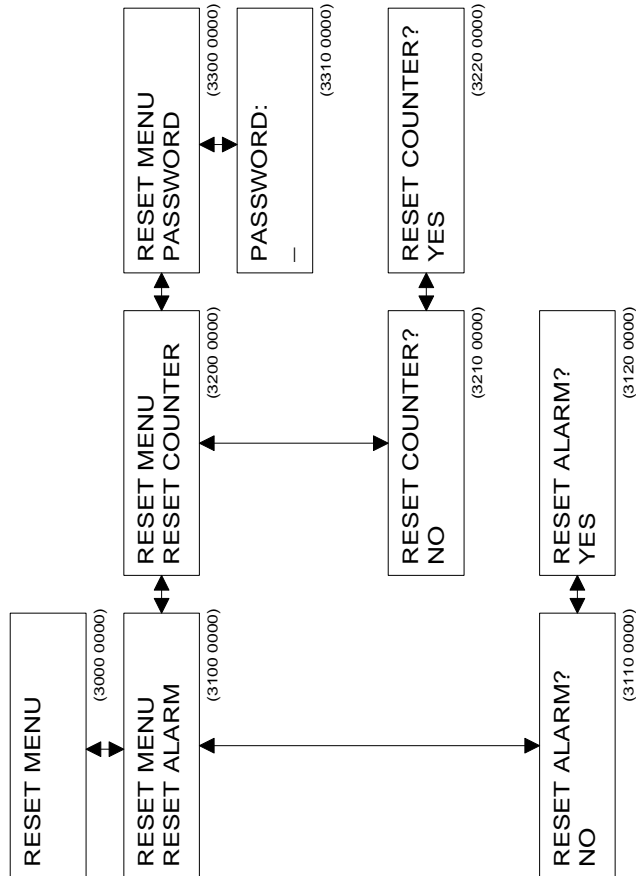 RESET MENU
(3000 0000)
RESET MENU
RESET ALARM
(3100 0000)
RESET MENU
RESET COUNTER
(3200 0000)
RESET MENU
PASSWORD
(3300 0000)
PASSWORD:
_
(3310 0000)
RESET COUNTER?
NO
(3210 0000)
RESET COUNTER?
YES
(3220 0000)
RESET ALARM?
NO
(3110 0000)
RESET ALARM?
YES
(3120 0000)